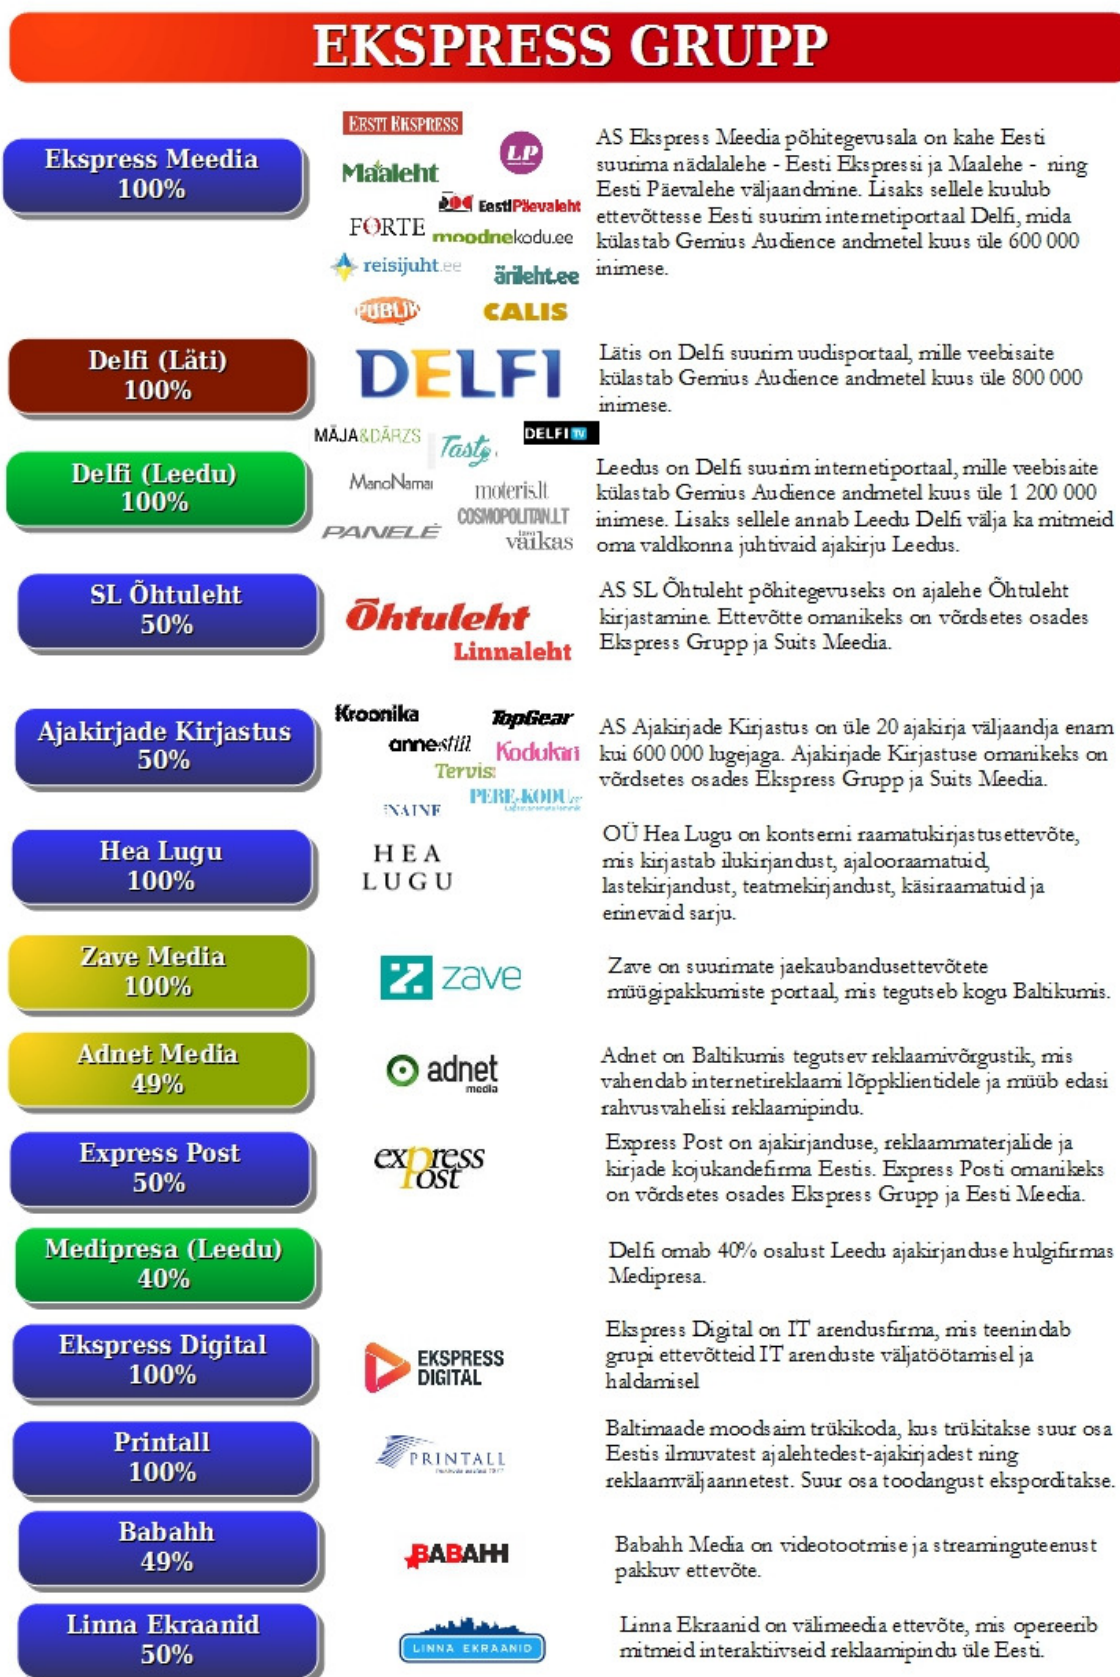 EKSPRESS GRUPP
Ekspress Meedia
100%
EESTI EKSPRESS
LP
Maaleht
Eesti Päevaleht
FORTE
moodnekodu.ee
reisijuht.ee
ärileht.ee
PUBLIK
CALIS
AS Ekspress Meedia põhitegevusala on kahe Eesti
suurima nädalalehe - Eesti Ekspressi ja Maalehe - ning
Eesti Päevalehe väljaandmine. Lisaks sellele kuulub
ettevõttesse Eesti suurim internetiportaal Delfi, mida
külastab Gemius Audience andmetel kuus üle 600 000
inimese.
Delfi (Läti)
100%
DELFI
Lätis on Delfi suurim uudisportaal, mille veebisaite
külastab Gemius Audience andmetel kuus üle 800 000
inimese.
Delfi (Leedu)
100%
MĀJA&DĀRZS
Tasty
DELFI TV
ManoNamai
moteris.lt
COSMOPOLITAN.LT
PANELĖ
vaikas
Leedus on Delfi suurim internetiportaal, mille veebisaite
külastab Gemius Audience andmetel kuus üle 1 200 000
inimese. Lisaks sellele annab Leedu Delfi välja ka mitmeid
oma valdkonna juhtivaid ajakirju Leedus.
SL Õhtuleht
50%
Õhtuleht
Linnaleht
AS SL Õhtuleht põhitegevuseks on ajalehe Õhtuleht
kirjastamine. Ettevõtte omanikeks on võrdsetes osades
Ekspress Grupp ja Suits Meedia.
Ajakirjade Kirjastus
50%
Kroonika
TopGear
anne&stiil
Kodukiri
Tervis
NAINE
PERE-KODU
AS Ajakirjade Kirjastus on üle 20 ajakirja väljaandja enam
kui 600 000 lugejaga. Ajakirjade Kirjastuse omanikeks on
võrdsetes osades Ekspress Grupp ja Suits Meedia.
Hea Lugu
100%
HEA
LUGU
OÜ Hea Lugu on kontserni raamatukirjastusettevõte,
mis kirjastab ilukirjandust, ajalooraamatuid,
lastekirjandust, teatmekirjandust, käsiraamatuid ja
erinevaid sarju.
Zave Media
100%
zave
Zave on suurimate jaekaubandusettevõtete
müügipakkumiste portaal, mis tegutseb kogu Baltikumis.
Adnet Media
49%
adnet
media
Adnet on Baltikumis tegutsev reklaamivõrgustik, mis
vahendab internetireklaami lõppklientidele ja müüb edasi
rahvusvahelisi reklaamipindu.
Express Post
50%
express
post
Express Post on ajakirjanduse, reklaammaterjalide ja
kirjade kojukandefirma Eestis. Express Posti omanikeks
on võrdsetes osades Ekspress Grupp ja Eesti Meedia.
Medipresa (Leedu)
40%
Delfi omab 40% osalust Leedu ajakirjanduse hulgifirmas
Medipresa.
Ekspress Digital
100%
EKSPRESS
DIGITAL
Ekspress Digital on IT arendusfirma, mis teenindab
grupi ettevõtteid IT arenduste väljatöötamisel ja
haldamisel
Printall
100%
PRINTALL
Baltimaade moodsaim trükikoda, kus trükitakse suur osa
Eestis ilmuvatest ajalehtedest-ajakirjadest ning
reklaamväljaannetest. Suur osa toodangust eksporditakse.
Babahh
49%
BABAHH
Babahh Media on videotootmise ja streaminguteenust
pakkuv ettevõte.
Linna Ekraanid
50%
LINNA EKRAANID
Linna Ekraanid on välimeedia ettevõte, mis opereerib
mitmeid interaktiivseid reklaamipindu üle Eesti.